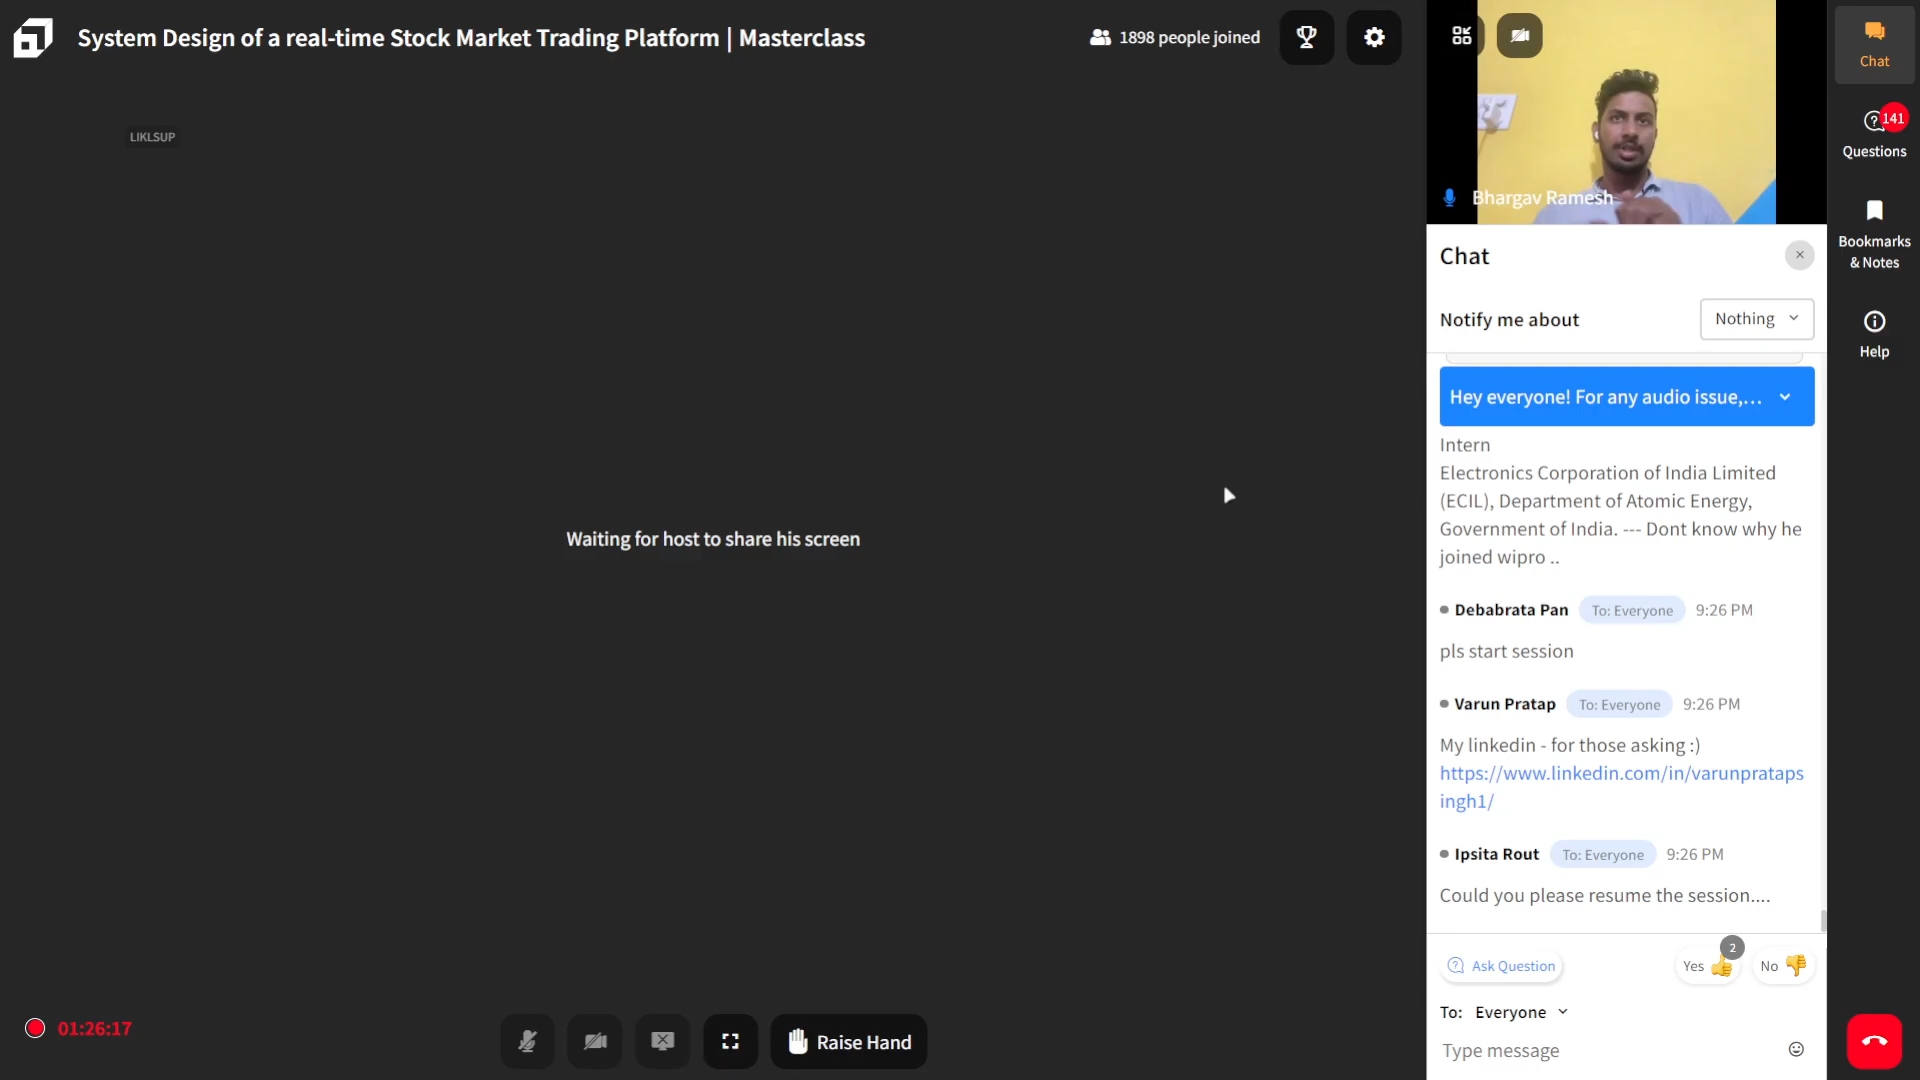 System Design of a real-time Stock Market Trading Platform | Masterclass
1898 people joined
LIKLSUP
Waiting for host to share his screen
01:26:17
Raise Hand
Bhargav Ramesh
Chat
Notify me about
Nothing
Hey everyone! For any audio issue,...
Intern
Electronics Corporation of India Limited
(ECIL), Department of Atomic Energy,
Government of India. --- Dont know why he
joined wipro ..
Debabrata Pan To: Everyone 9:26 PM
pls start session
Varun Pratap To: Everyone 9:26 PM
My linkedin - for those asking :)
https://www.linkedin.com/in/varunprataps
ingh1/
Ipsita Rout To: Everyone 9:26 PM
Could you please resume the session....
Ask Question
Yes 👍 2
No 👎
To: Everyone
Type message
Chat
141
Questions
Bookmarks
& Notes
Help